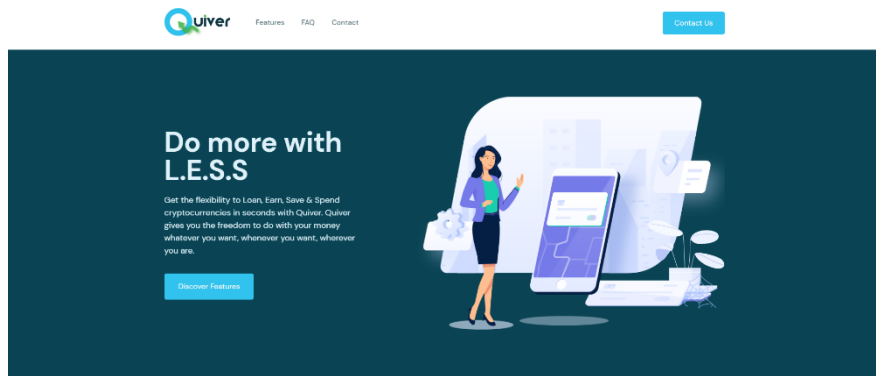 Quiver
Features
FAQ
Contact
Contact Us
Do more with
L.E.S.S
Get the flexibility to Loan, Earn, Save & Spend
cryptocurrencies in seconds with Quiver. Quiver
gives you the freedom to do with your money
whatever you want, whenever you want, wherever
you are.
Discover Features